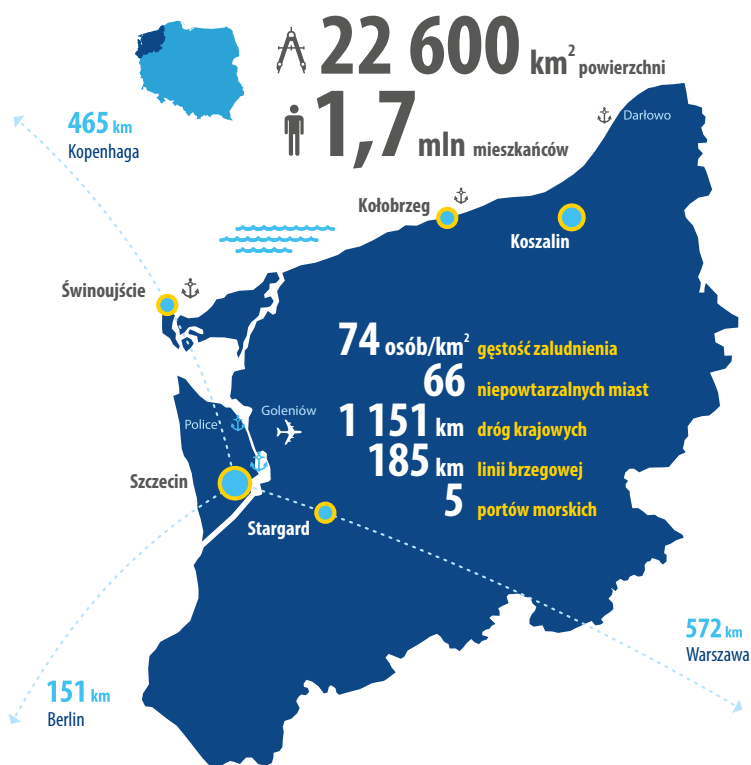 22 600 km² powierzchni
1,7 mln mieszkańców
465 km
Kopenhaga
Darłowo
Kołobrzeg
Koszalin
Świnoujście
74 osób/km² gęstość zaludnienia
66 niepowtarzalnych miast
1 151 km dróg krajowych
185 km linii brzegowej
5 portów morskich
Police
Goleniów
Szczecin
Stargard
572 km
Warszawa
151 km
Berlin